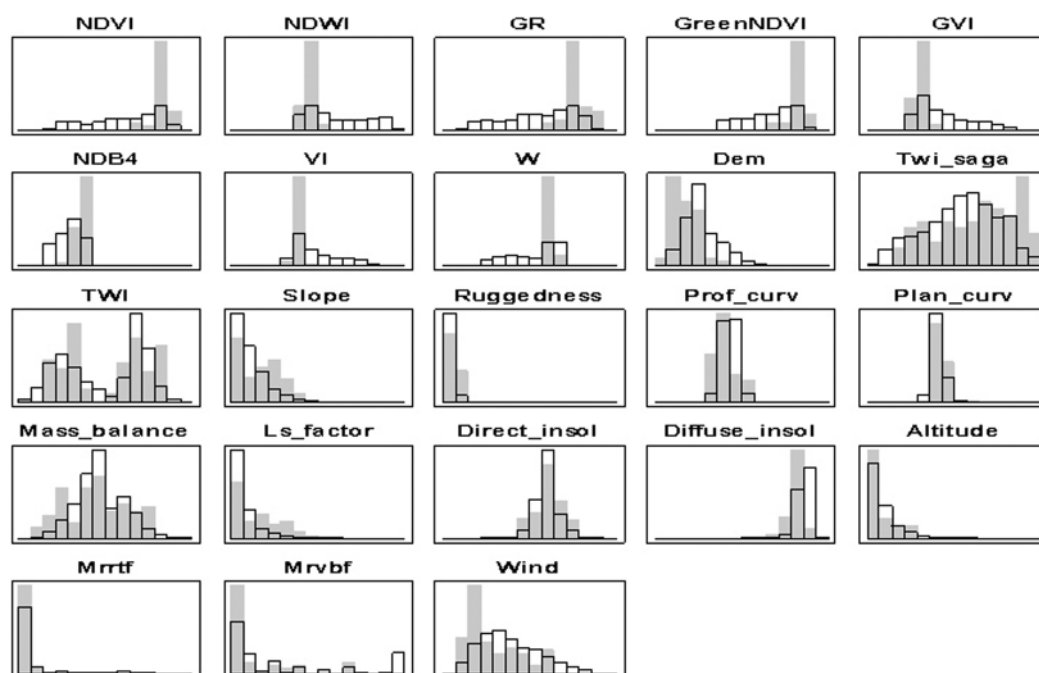 NDVI NDWI GR GreenNDVI GVI
NDB4 VI W Dem Twi_saga
TWI Slope Ruggedness Prof_curv Plan_curv
Mass_balance Ls_factor Direct_insol Diffuse_insol Altitude
Mrrtf Mrvbf Wind